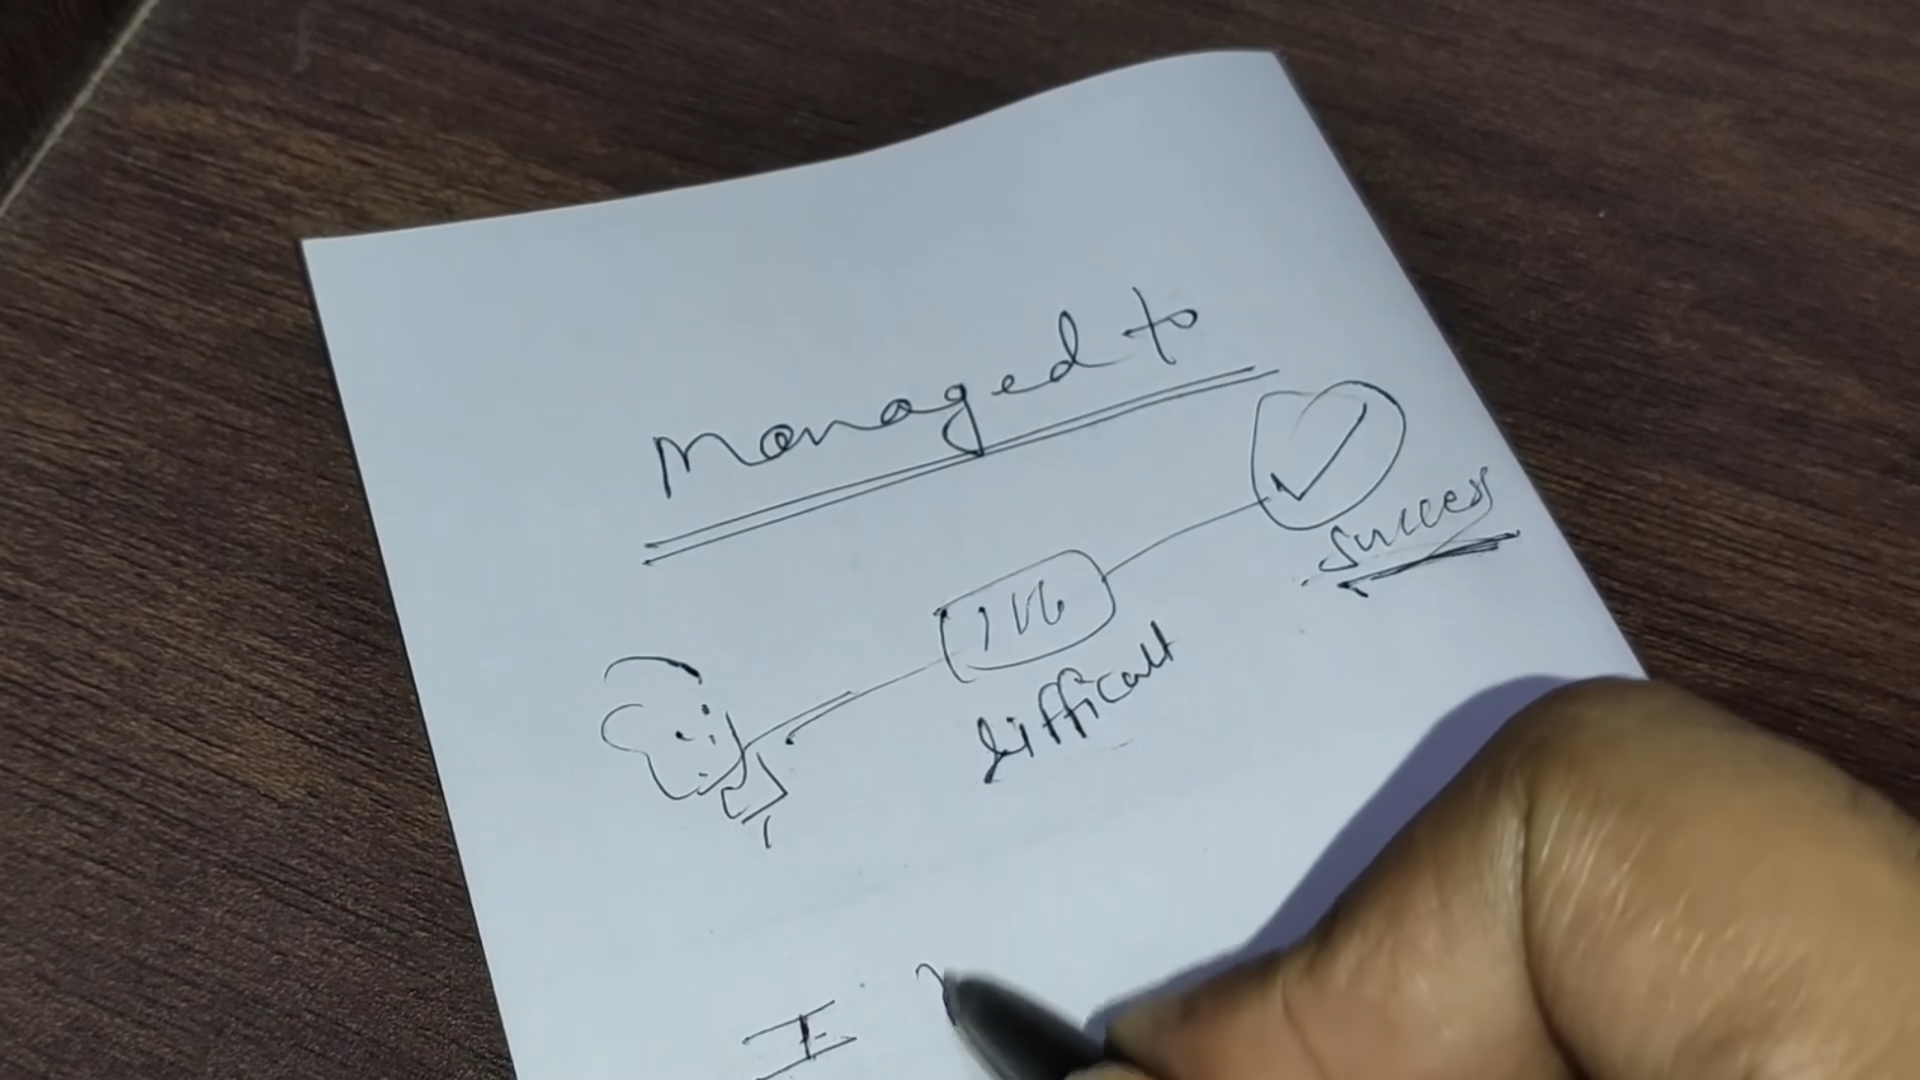 Managed to
success
difficult
I